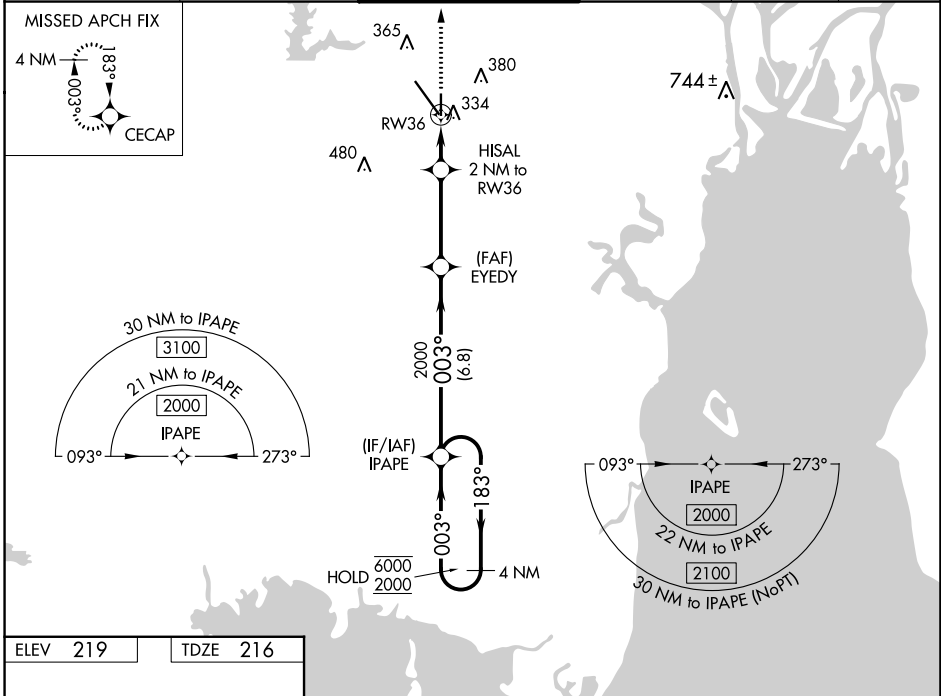 MISSED APCH FIX
4 NM
183°
003°
CECAP
365
380
334
RW36
744±
480
HISAL
2 NM to
RW36
(FAF)
EYEDY
2000
003°
(6.8)
30 NM to IPAPE
3100
21 NM to IPAPE
2000
IPAPE
093°
273°
(IF/IAF)
IPAPE
183°
003°
HOLD
6000
2000
4 NM
093°
273°
IPAPE
2000
22 NM to IPAPE
2100
30 NM to IPAPE (NoPT)
ELEV 219
TDZE 216